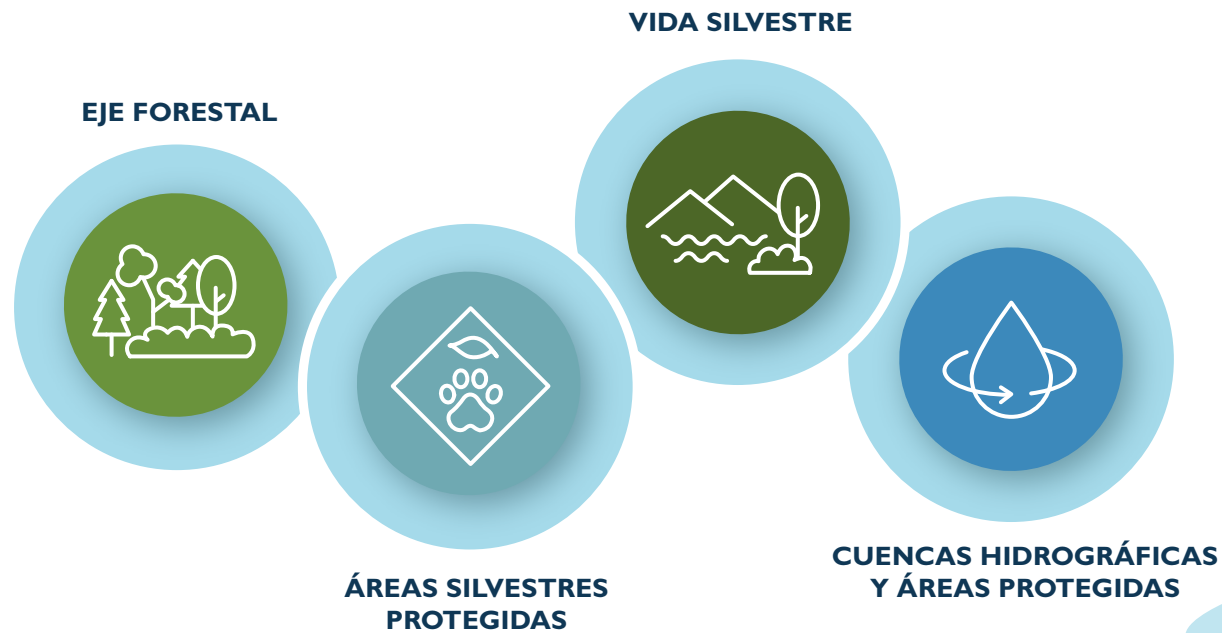 VIDA SILVESTRE
EJE FORESTAL
ÁREAS SILVESTRES
PROTEGIDAS
CUENCAS HIDROGRÁFICAS
Y ÁREAS PROTEGIDAS